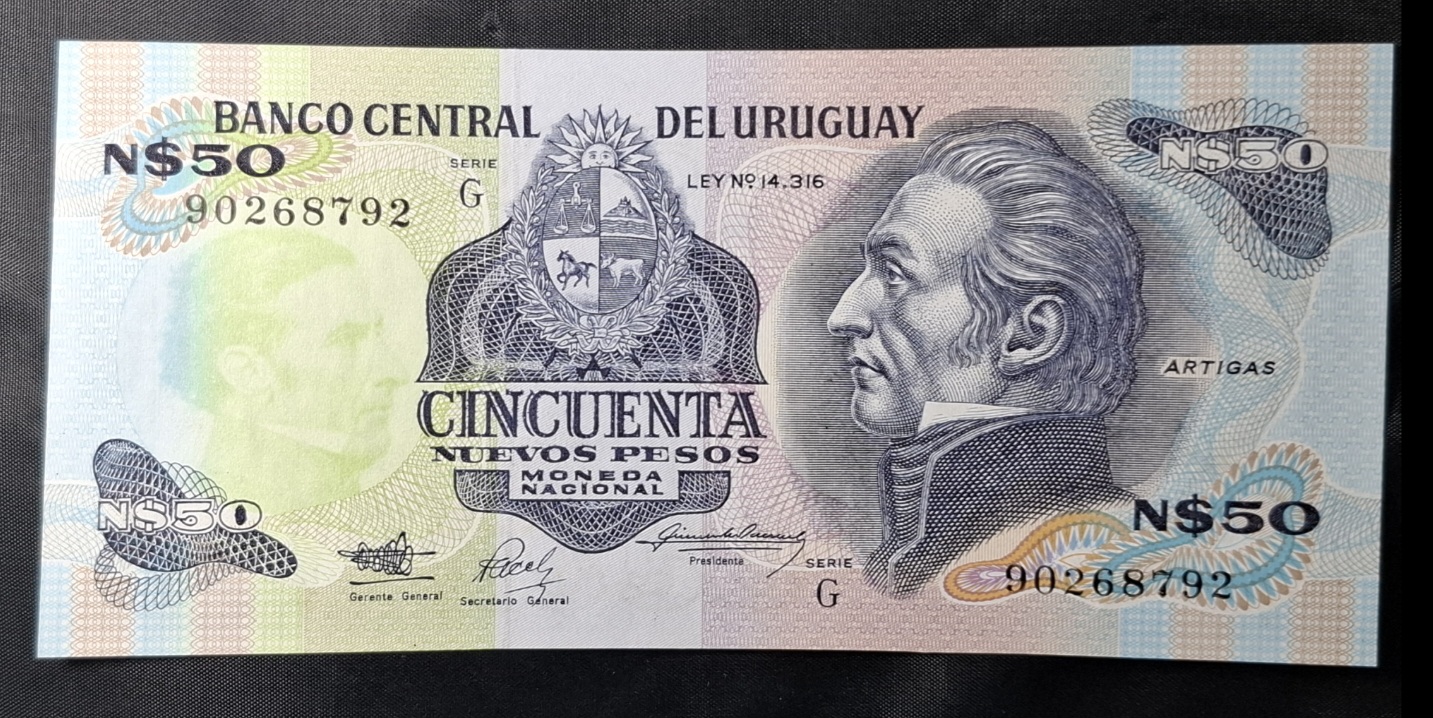 BANCO CENTRAL DEL URUGUAY
N$50
N$50
SERIE
G
LEY Nº 14.316
90268792
ARTIGAS
CINCUENTA
NUEVOS PESOS
MONEDA
NACIONAL
N$50
N$50
Gerente General
Secretario General
Presidente
SERIE
G
90268792